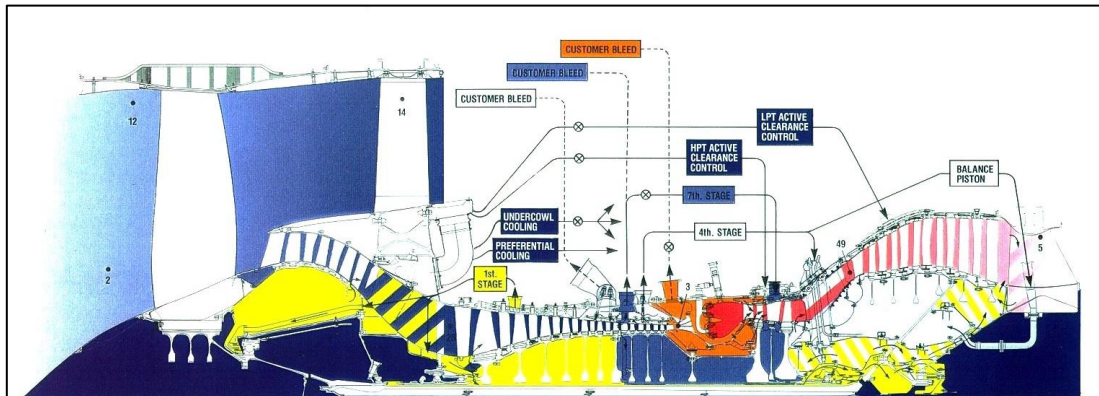 CUSTOMER BLEED
CUSTOMER BLEED
CUSTOMER BLEED
12
14
LPT ACTIVE
CLEARANCE
CONTROL
HPT ACTIVE
CLEARANCE
CONTROL
BALANCE
PISTON
7th. STAGE
UNDERCOWL
COOLING
4th. STAGE
49
5
PREFERENTIAL
COOLING
2
1st.
STAGE
3